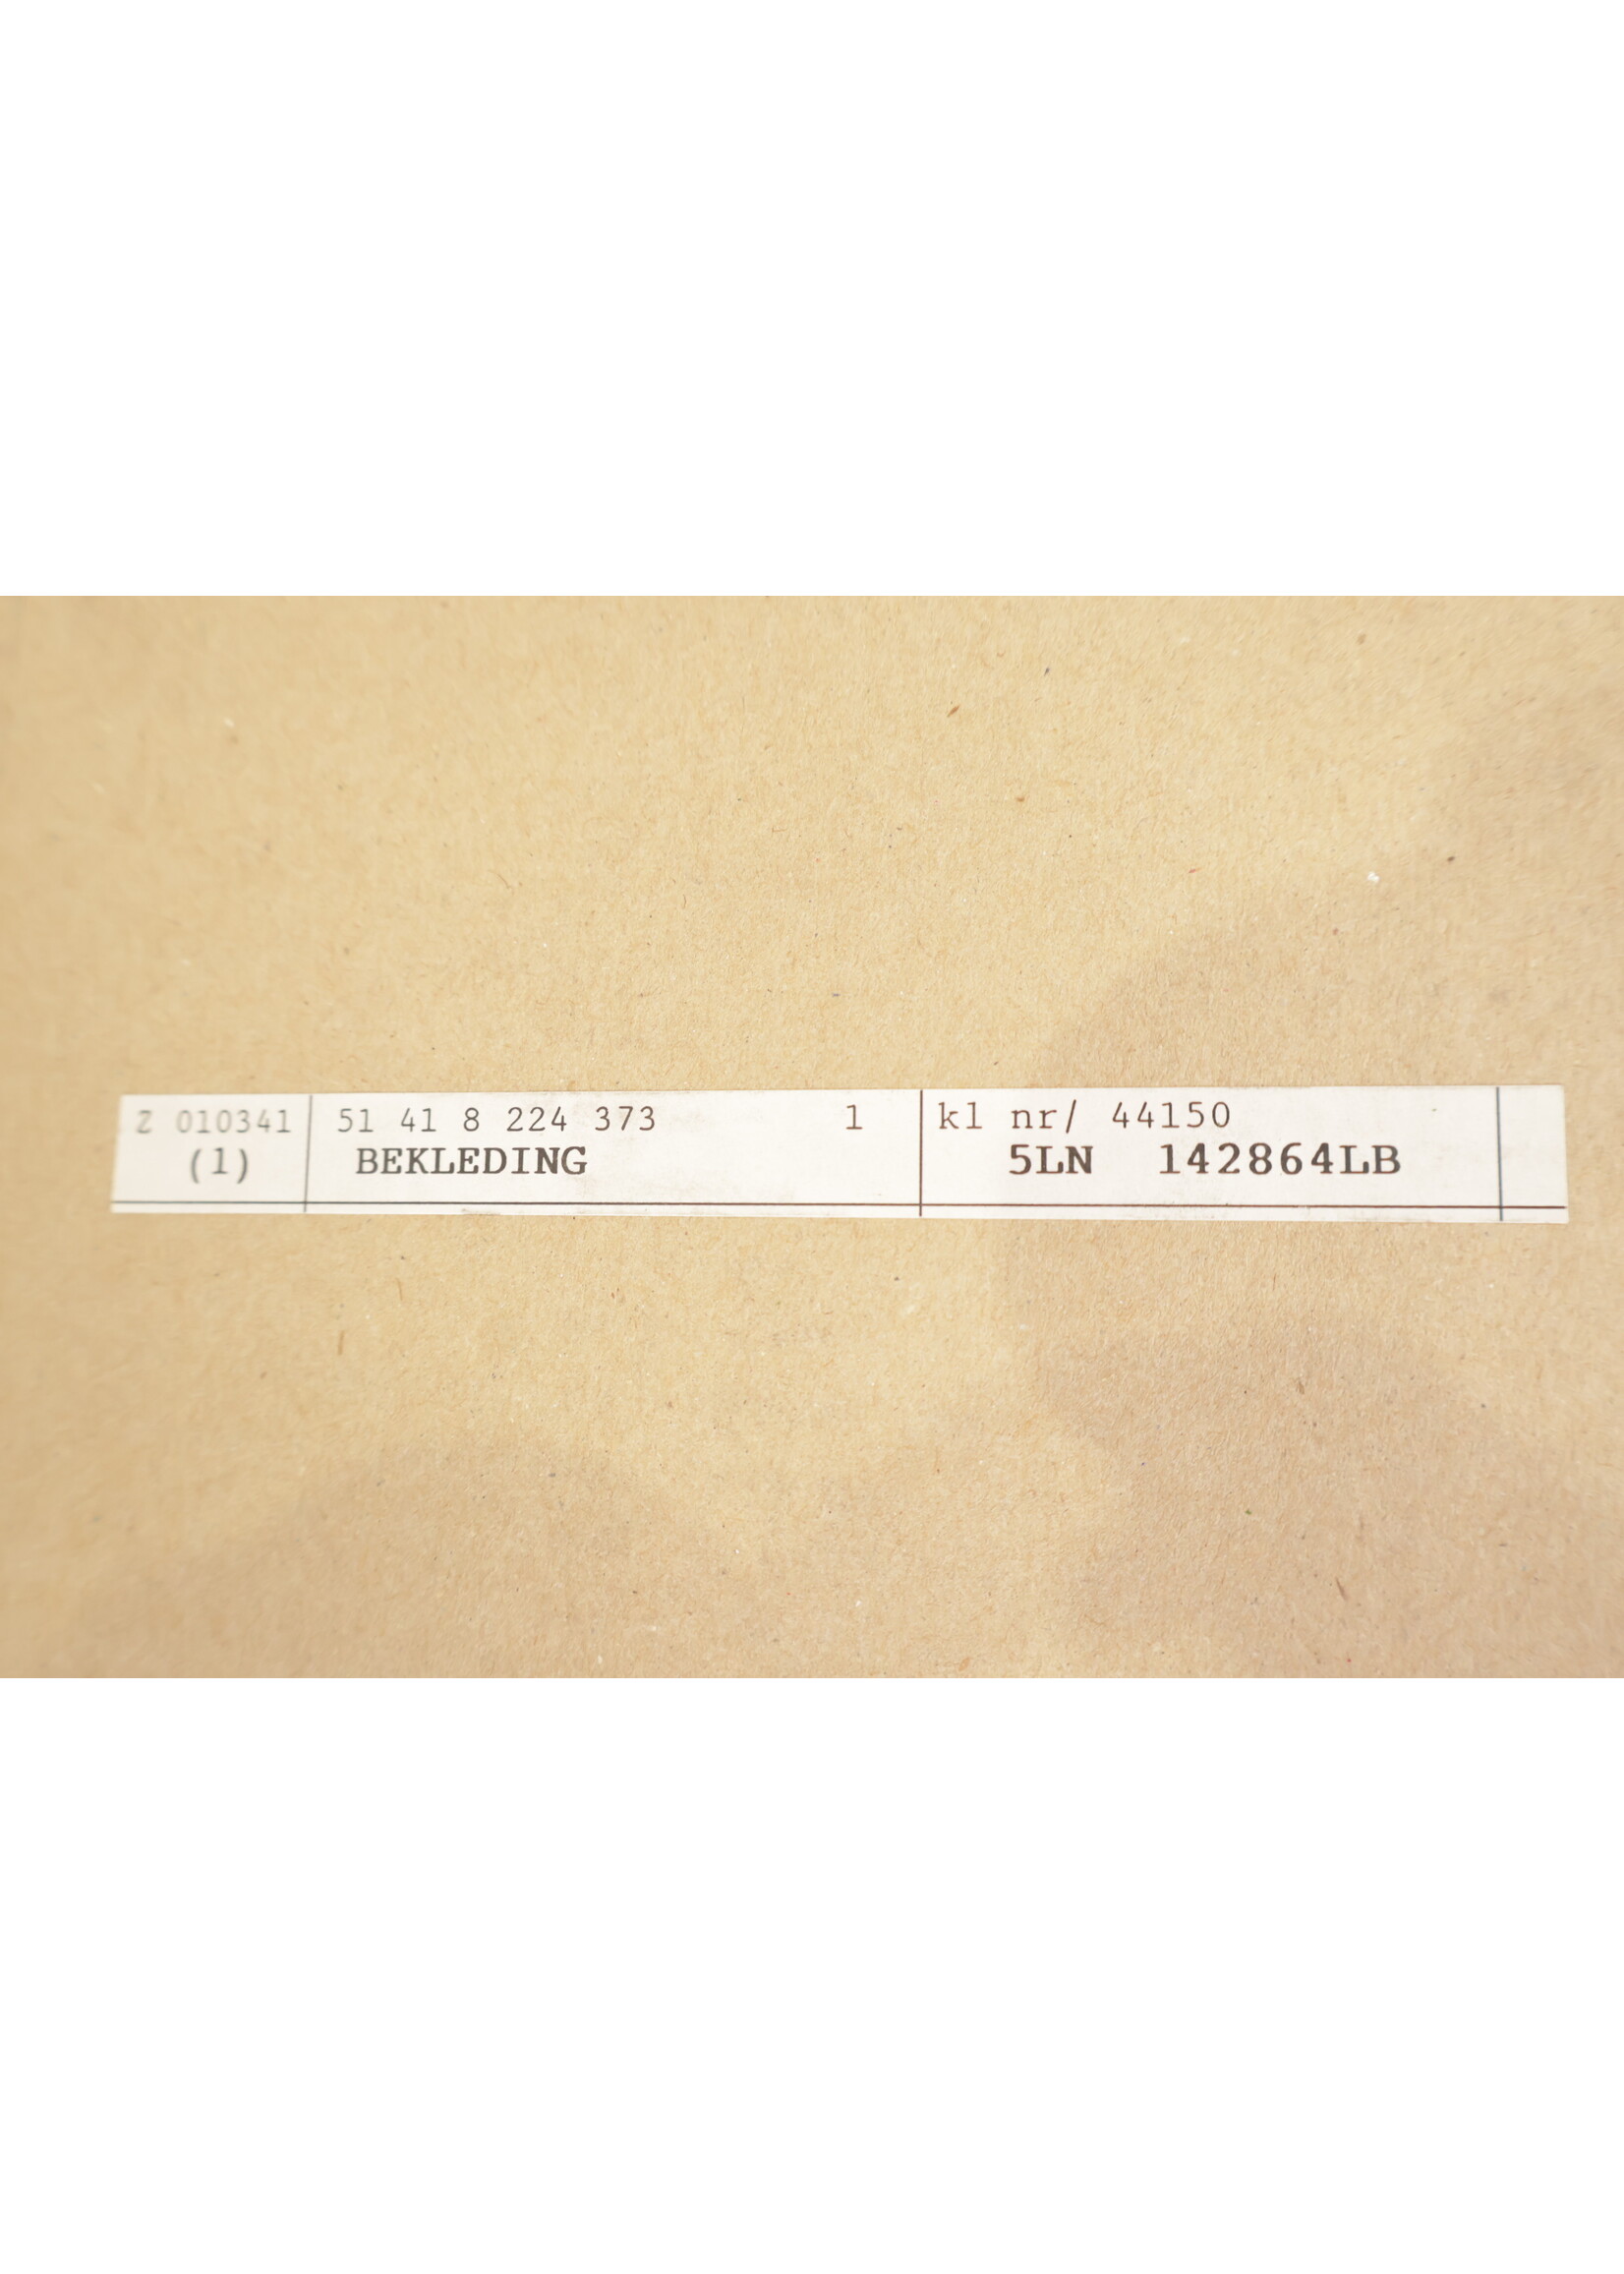 Z 010341 51 41 8 224 373 1 kl nr/ 44150
(1) BEKLEDING 5LN 142864LB